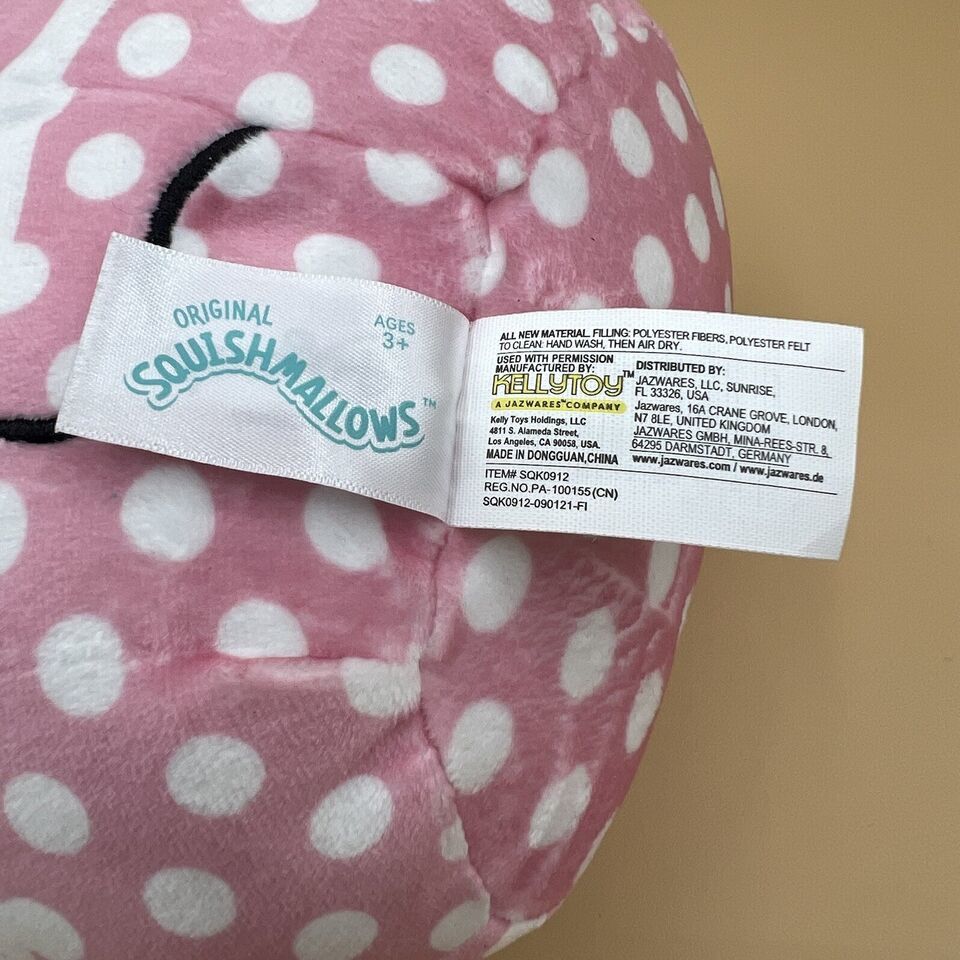 ORIGINAL
SQUISHMALLOWS™
AGES
3+
ALL NEW MATERIAL. FILLING: POLYESTER FIBERS, POLYESTER FELT
TO CLEAN: HAND WASH, THEN AIR DRY.
USED WITH PERMISSION
MANUFACTURED BY:
KELLYTOY™
A JAZWARES™ COMPANY
Kelly Toys Holdings, LLC
4811 S. Alameda Street,
Los Angeles, CA 90058, USA.
MADE IN DONGGUAN,CHINA
DISTRIBUTED BY:
JAZWARES, LLC, SUNRISE,
FL 33326, USA
Jazwares, 16A CRANE GROVE, LONDON,
N7 8LE, UNITED KINGDOM
JAZWARES GMBH, MINA-REES-STR. 8,
64295 DARMSTADT, GERMANY
www.jazwares.com / www.jazwares.de
ITEM# SQK0912
REG.NO.PA-100155(CN)
SQK0912-090121-FI